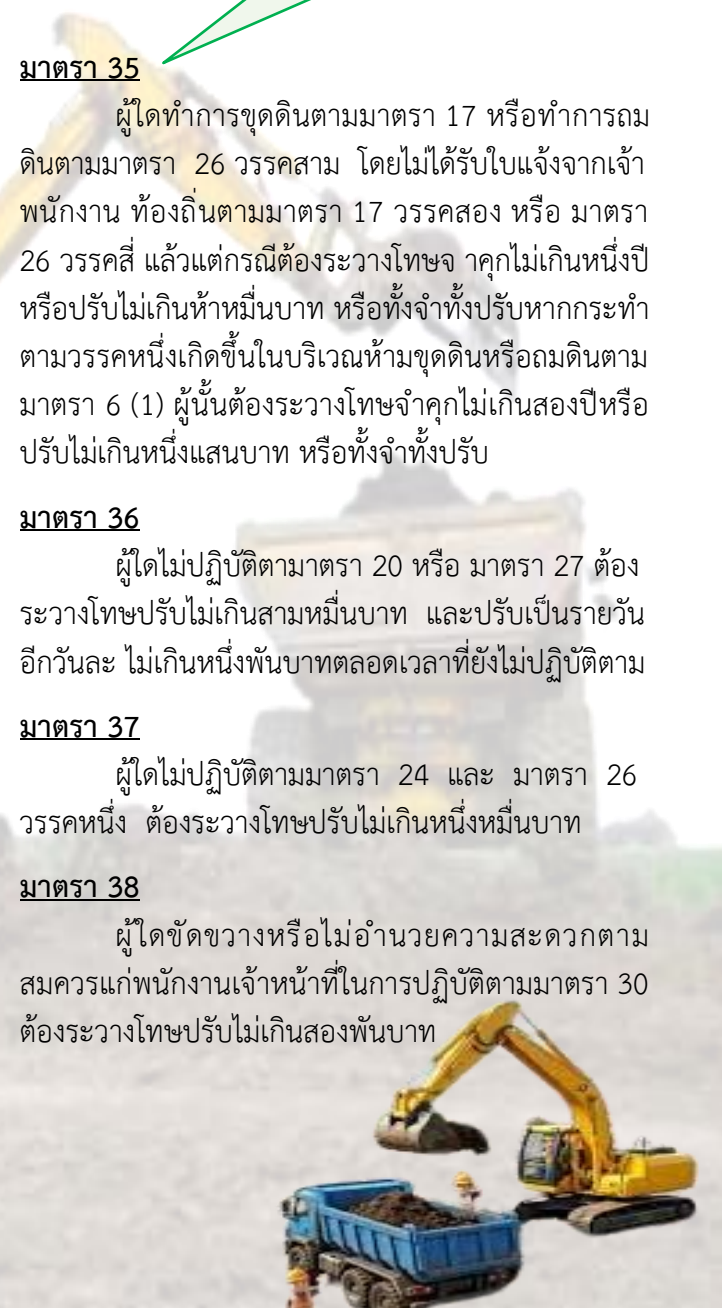 มาตรา 35
ผู้ใดทำการขุดดินตามมาตรา 17 หรือทำการถม
ดินตามมาตรา 26 วรรคสาม โดยไม่ได้รับใบแจ้งจากเจ้า
พนักงาน ท้องถิ่นตามมาตรา 17 วรรคสอง หรือ มาตรา
26 วรรคสี่ แล้วแต่กรณีต้องระวางโทษจ าคุกไม่เกินหนึ่งปี
หรือปรับไม่เกินห้าหมื่นบาท หรือทั้งจำทั้งปรับหากกระทำ
ตามวรรคหนึ่งเกิดขึ้นในบริเวณห้ามขุดดินหรือถมดินตาม
มาตรา 6 (1) ผู้นั้นต้องระวางโทษจำคุกไม่เกินสองปีหรือ
ปรับไม่เกินหนึ่งแสนบาท หรือทั้งจำทั้งปรับ
มาตรา 36
ผู้ใดไม่ปฏิบัติตามาตรา 20 หรือ มาตรา 27 ต้อง
ระวางโทษปรับไม่เกินสามหมื่นบาท และปรับเป็นรายวัน
อีกวันละ ไม่เกินหนึ่งพันบาทตลอดเวลาที่ยังไม่ปฏิบัติตาม
มาตรา 37
ผู้ใดไม่ปฏิบัติตามมาตรา 24 และ มาตรา 26
วรรคหนึ่ง ต้องระวางโทษปรับไม่เกินหนึ่งหมื่นบาท
มาตรา 38
ผู้ใดขัดขวางหรือไม่อำนวยความสะดวกตาม
สมควรแก่พนักงานเจ้าหน้าที่ในการปฏิบัติตามมาตรา 30
ต้องระวางโทษปรับไม่เกินสองพันบาท